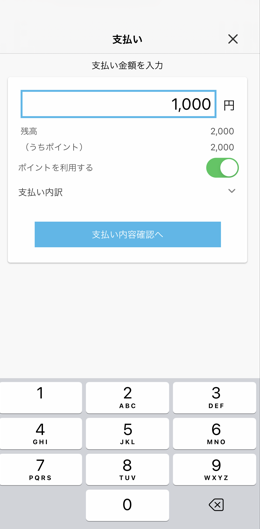 支払い
支払い金額を入力
1,000 円
残高 2,000
（うちポイント） 2,000
ポイントを利用する
支払い内訳
支払い内容確認へ
1 2 3
ABC DEF
4 5 6
GHI JKL MNO
7 8 9
PQRS TUV WXYZ
0